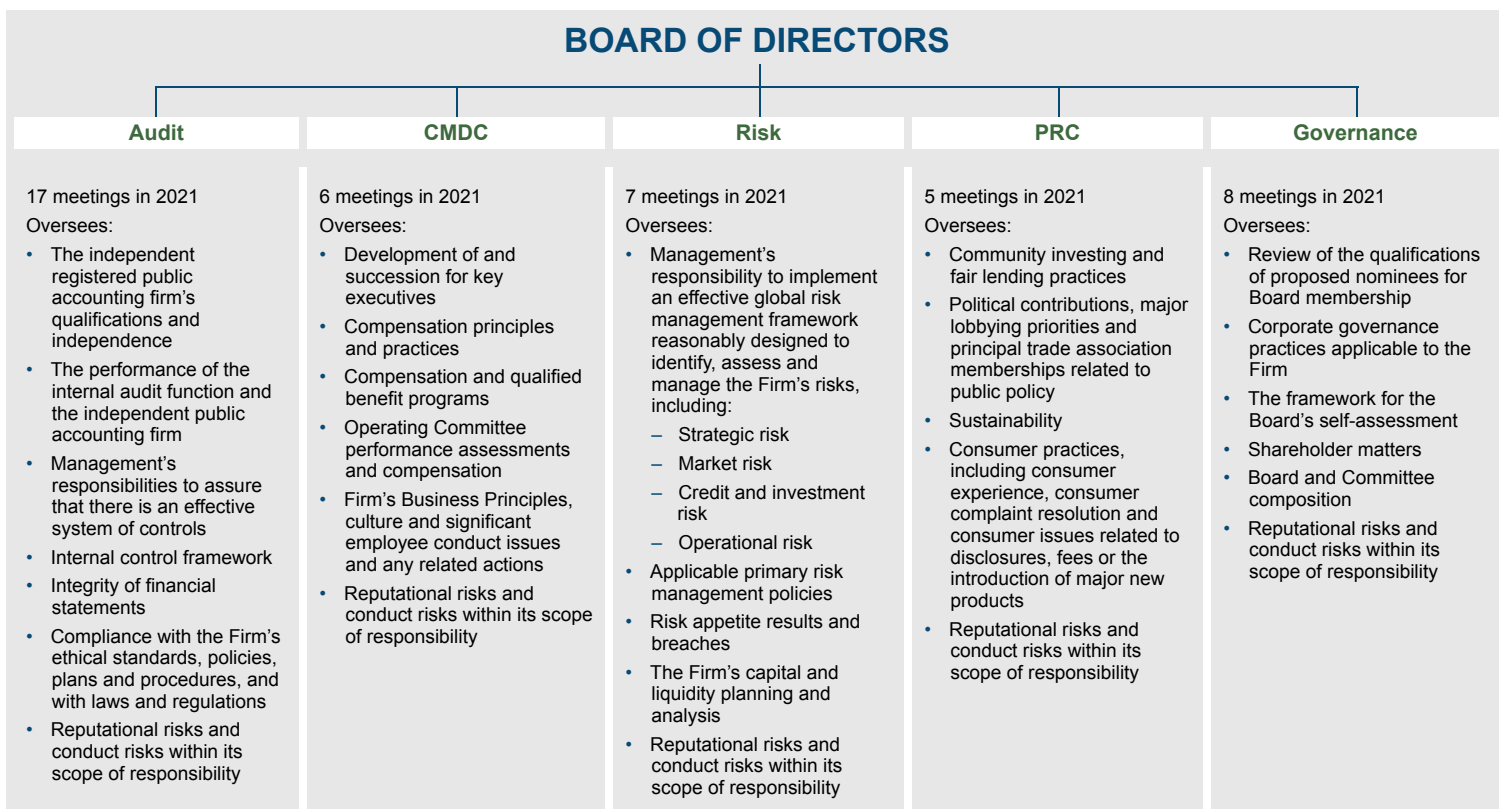 BOARD OF DIRECTORS
Audit
CMDC
Risk
PRC
Governance
17 meetings in 2021
Oversees:
• The independent
registered public
accounting firm’s
qualifications and
independence
• The performance of the
internal audit function and
the independent public
accounting firm
• Management’s
responsibilities to assure
that there is an effective
system of controls
• Internal control framework
• Integrity of financial
statements
• Compliance with the Firm’s
ethical standards, policies,
plans and procedures, and
with laws and regulations
• Reputational risks and
conduct risks within its
scope of responsibility
6 meetings in 2021
Oversees:
• Development of and
succession for key
executives
• Compensation principles
and practices
• Compensation and qualified
benefit programs
• Operating Committee
performance assessments
and compensation
• Firm’s Business Principles,
culture and significant
employee conduct issues
and any related actions
• Reputational risks and
conduct risks within its scope
of responsibility
7 meetings in 2021
Oversees:
• Management’s
responsibility to implement
an effective global risk
management framework
reasonably designed to
identify, assess and
manage the Firm’s risks,
including:
– Strategic risk
– Market risk
– Credit and investment
risk
– Operational risk
• Applicable primary risk
management policies
• Risk appetite results and
breaches
• The Firm’s capital and
liquidity planning and
analysis
• Reputational risks and
conduct risks within its
scope of responsibility
5 meetings in 2021
Oversees:
• Community investing and
fair lending practices
• Political contributions, major
lobbying priorities and
principal trade association
memberships related to
public policy
• Sustainability
• Consumer practices,
including consumer
experience, consumer
complaint resolution and
consumer issues related to
disclosures, fees or the
introduction of major new
products
• Reputational risks and
conduct risks within its
scope of responsibility
8 meetings in 2021
Oversees:
• Review of the qualifications
of proposed nominees for
Board membership
• Corporate governance
practices applicable to the
Firm
• The framework for the
Board’s self-assessment
• Shareholder matters
• Board and Committee
composition
• Reputational risks and
conduct risks within its
scope of responsibility